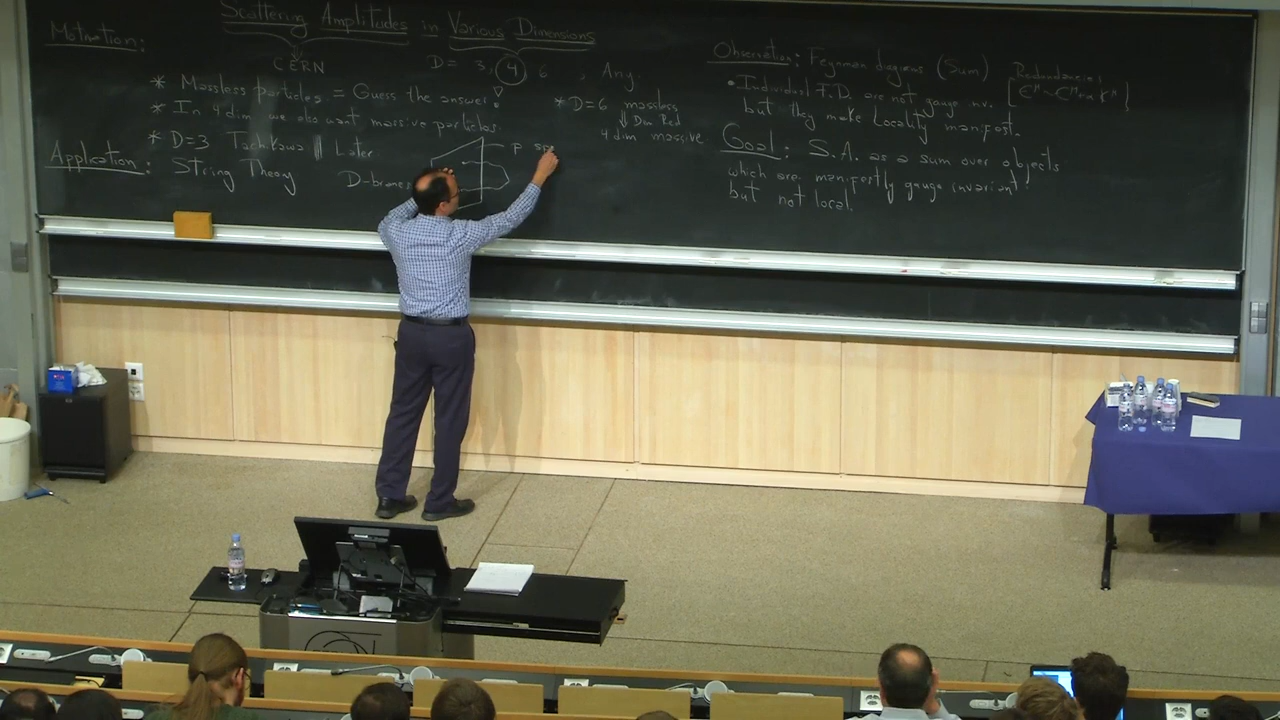 Scattering Amplitudes in Various Dimensions
Motivation:
CERN
D= 3, 4 6 , Any
* Massless particles = Guess the answer!
* In 4 dim we also want massive particles.
* D=3 Tachikawa Later
Application: String Theory
D-branes
p sp
* D=6 massless
⇓ Dim Red
4 dim massive
Observation: Feynman diagrams (Sum)
• Individual F.D. are not gauge inv.
but they make Locality manifest.
Goal: S.A. as a sum over objects
which are manifestly gauge invariant
but not local.